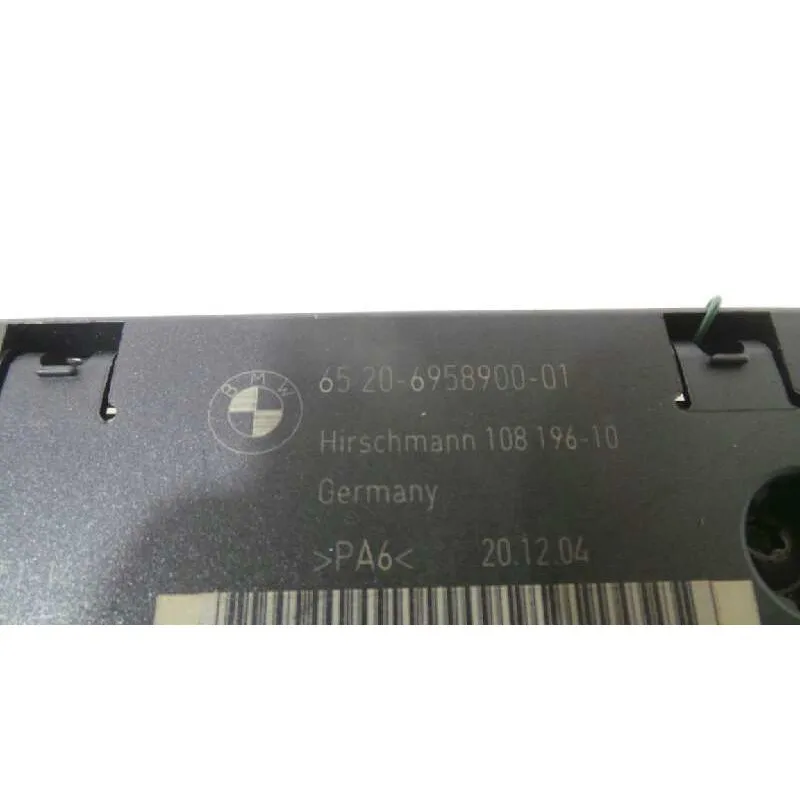 BMW
65 20-6958900-01
Hirschmann 108 196-10
Germany
>PA6< 20.12.04